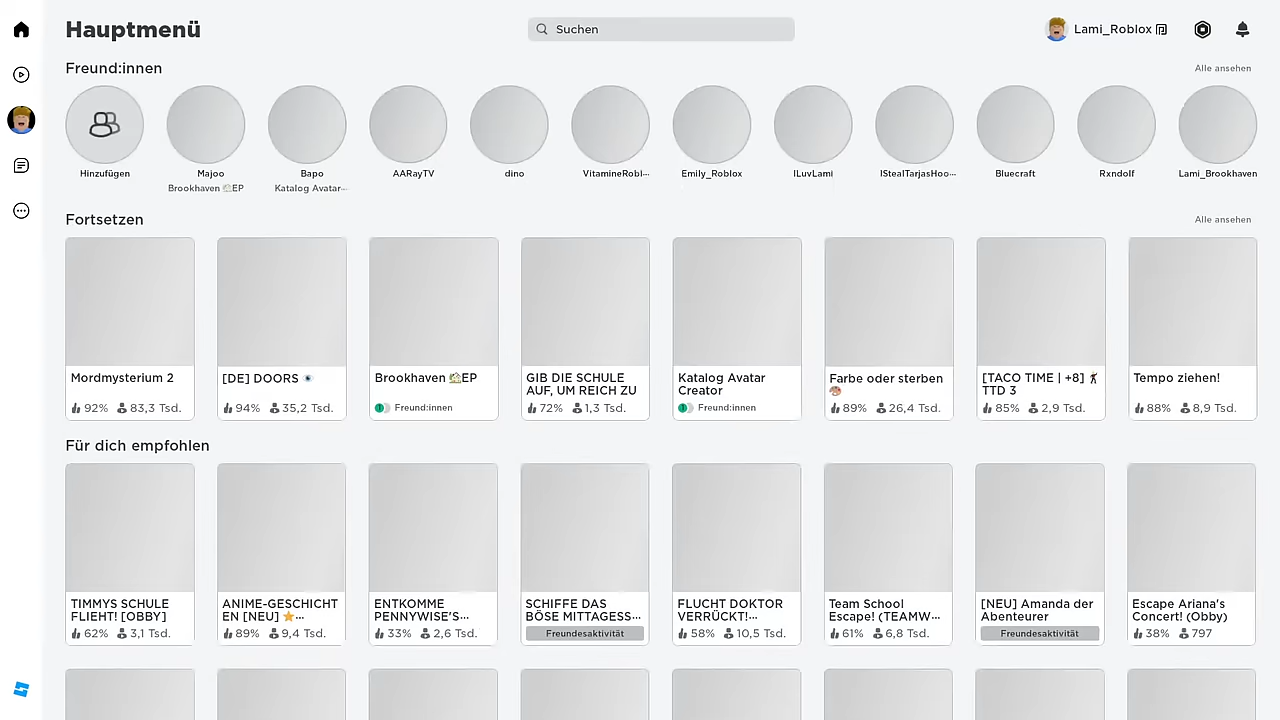 Hauptmenü
Suchen
Lami_Roblox
Freund:innen
Alle ansehen
Hinzufügen
Majoo
Brookhaven 🏡EP
Bapo
Katalog Avatar...
AARayTV
dino
VitamineRobl...
Emily_Roblox
ILuvLami
IStealTarjasHoo...
Bluecraft
Rxndolf
Lami_Brookhaven
Fortsetzen
Alle ansehen
Mordmysterium 2
92% 83,3 Tsd.
[DE] DOORS 👁️
94% 35,2 Tsd.
Brookhaven 🏡EP
1 Freund:innen
GIB DIE SCHULE
AUF, UM REICH ZU
72% 1,3 Tsd.
Katalog Avatar
Creator
1 Freund:innen
Farbe oder sterben
🎨
89% 26,4 Tsd.
[TACO TIME | +8] 🕺
TTD 3
85% 2,9 Tsd.
Tempo ziehen!
88% 8,9 Tsd.
Für dich empfohlen
TIMMYS SCHULE
FLIEHT! [OBBY]
62% 3,1 Tsd.
ANIME-GESCHICHT
EN [NEU] ⭐...
89% 9,4 Tsd.
ENTKOMME
PENNYWISE'S...
33% 2,6 Tsd.
SCHIFFE DAS
BÖSE MITTAGESS...
Freundesaktivität
FLUCHT DOKTOR
VERRÜCKT!...
58% 10,5 Tsd.
Team School
Escape! (TEAMW...
61% 6,8 Tsd.
[NEU] Amanda der
Abenteurer
Freundesaktivität
Escape Ariana's
Concert! (Obby)
38% 797